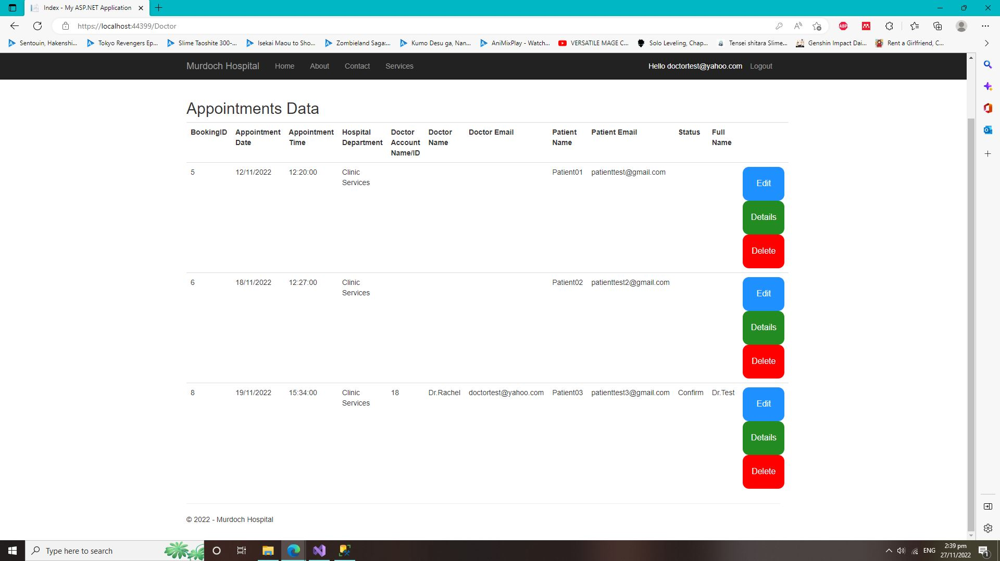 Index - My ASP.NET Application
https://localhost:44399/Doctor
Sentouin, Hakenshi... Tokyo Revengers Ep... Slime Taoshite 300-... Isekai Maou to Sho... Zombieland Saga:... Kumo Desu ga, Nan... AniMixPlay - Watch... VERSATILE MAGE C... Solo Leveling, Chap... Tensei shitara Slime... Genshin Impact Dai... Rent a Girlfriend, C...
ABP
Murdoch Hospital Home About Contact Services Hello doctortest@yahoo.com Logout
Appointments Data
BookingID Appointment Date Appointment Time Hospital Department Doctor Account Name/ID Doctor Name Doctor Email Patient Name Patient Email Status Full Name
5 12/11/2022 12:20:00 Clinic Services Patient01 patienttest@gmail.com
Edit
Details
Delete
6 18/11/2022 12:27:00 Clinic Services Patient02 patienttest2@gmail.com
Edit
Details
Delete
8 19/11/2022 15:34:00 Clinic Services 18 Dr.Rachel doctortest@yahoo.com Patient03 patienttest3@gmail.com Confirm Dr.Test
Edit
Details
Delete
© 2022 - Murdoch Hospital
Type here to search
ENG
2:39 pm
27/11/2022
1